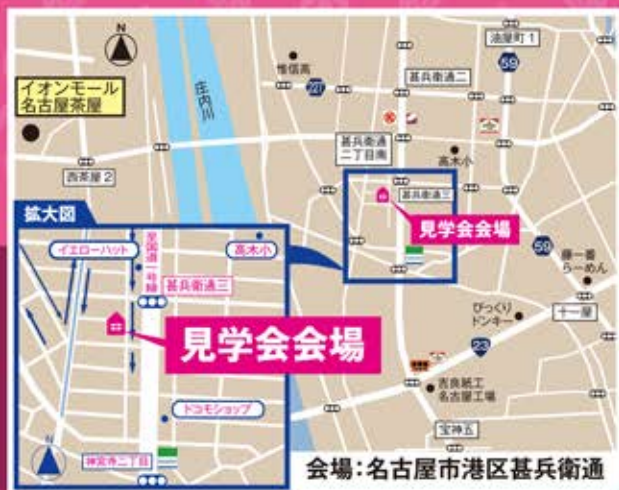 N
イオンモール
名古屋茶屋
庄内川
惟信高
227
油屋町1
59
甚兵衛通二
甚兵衛通
二丁目南
高木小
西茶屋2
甚兵衛通三
見学会会場
拡大図
イエローハット
高木小
甚兵衛通三
見学会会場
ドコモショップ
神宮寺二丁目
N
59
藤一番
らーめん
十一屋
びっくり
ドンキー
23
吉良紙工
名古屋工場
宝神五
会場:名古屋市港区甚兵衛通